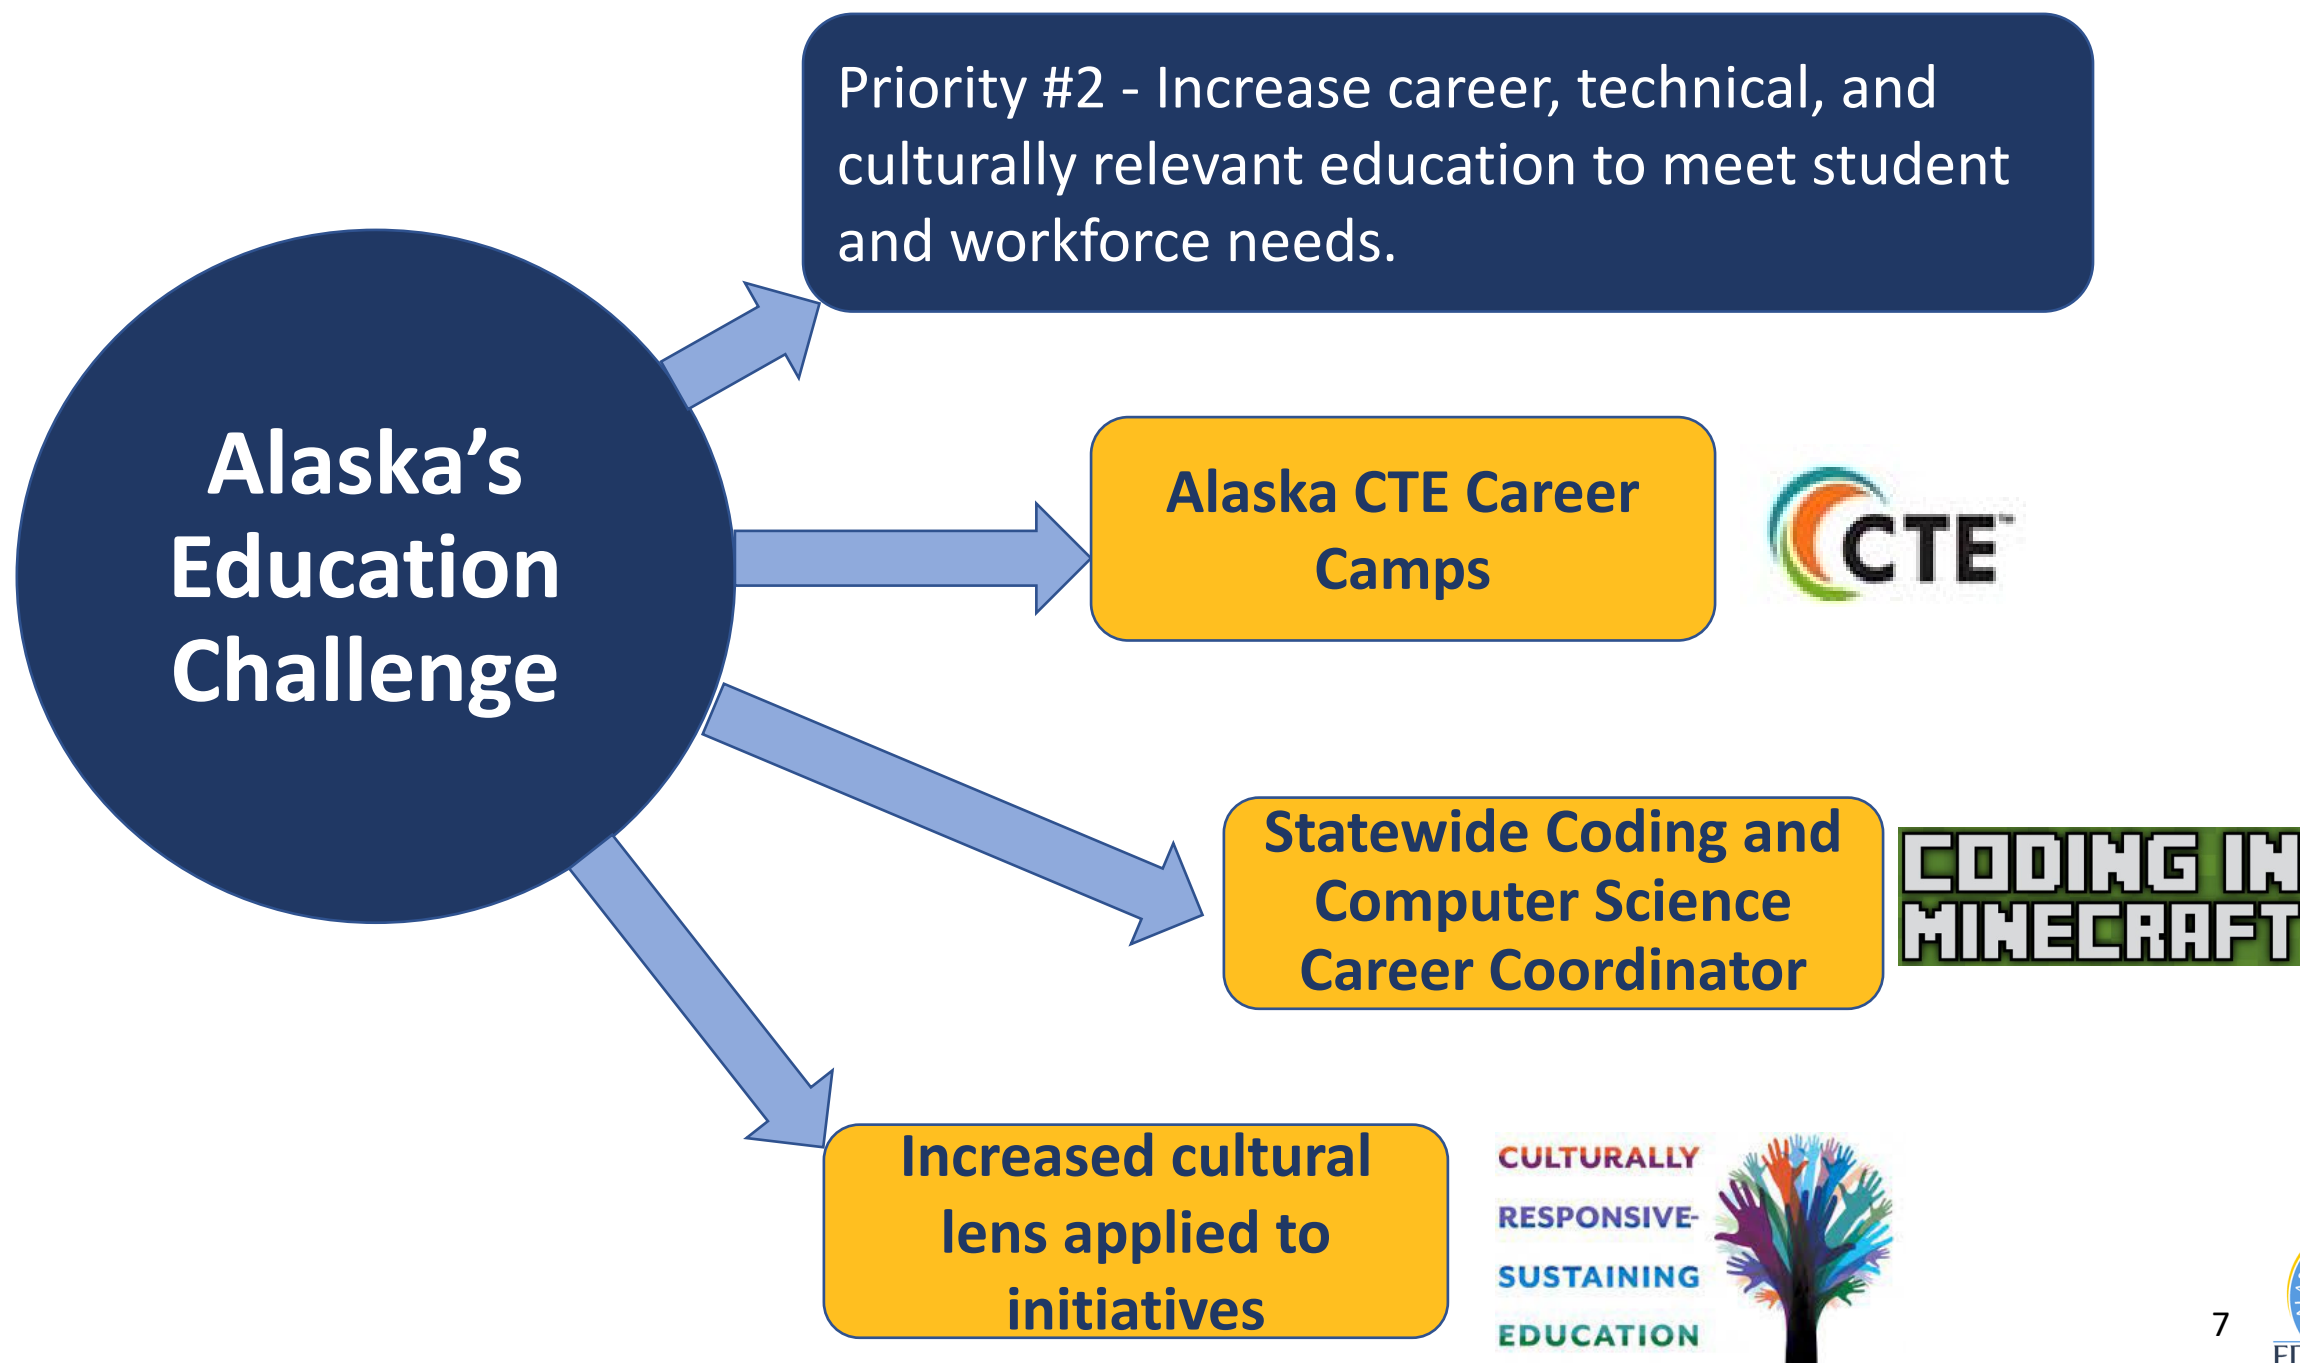 Priority #2 - Increase career, technical, and
culturally relevant education to meet student
and workforce needs.
Alaska’s
Education
Challenge
Alaska CTE Career
Camps
CTE™
Statewide Coding and
Computer Science
Career Coordinator
CODING IN
MINECRAFT
Increased cultural
lens applied to
initiatives
CULTURALLY
RESPONSIVE-
SUSTAINING
EDUCATION
7